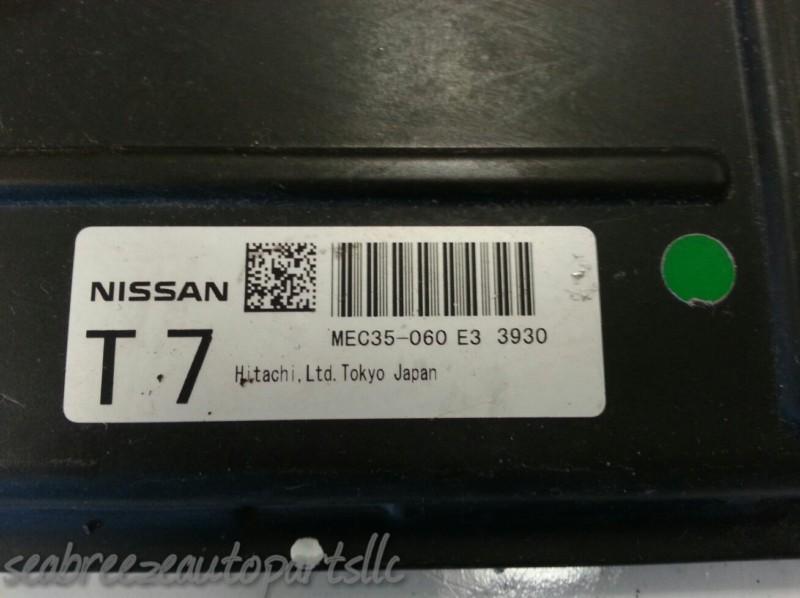 NISSAN
MEC35-060 E3 3930
T 7
Hitachi,Ltd.Tokyo Japan
seabreezeautopartsllc